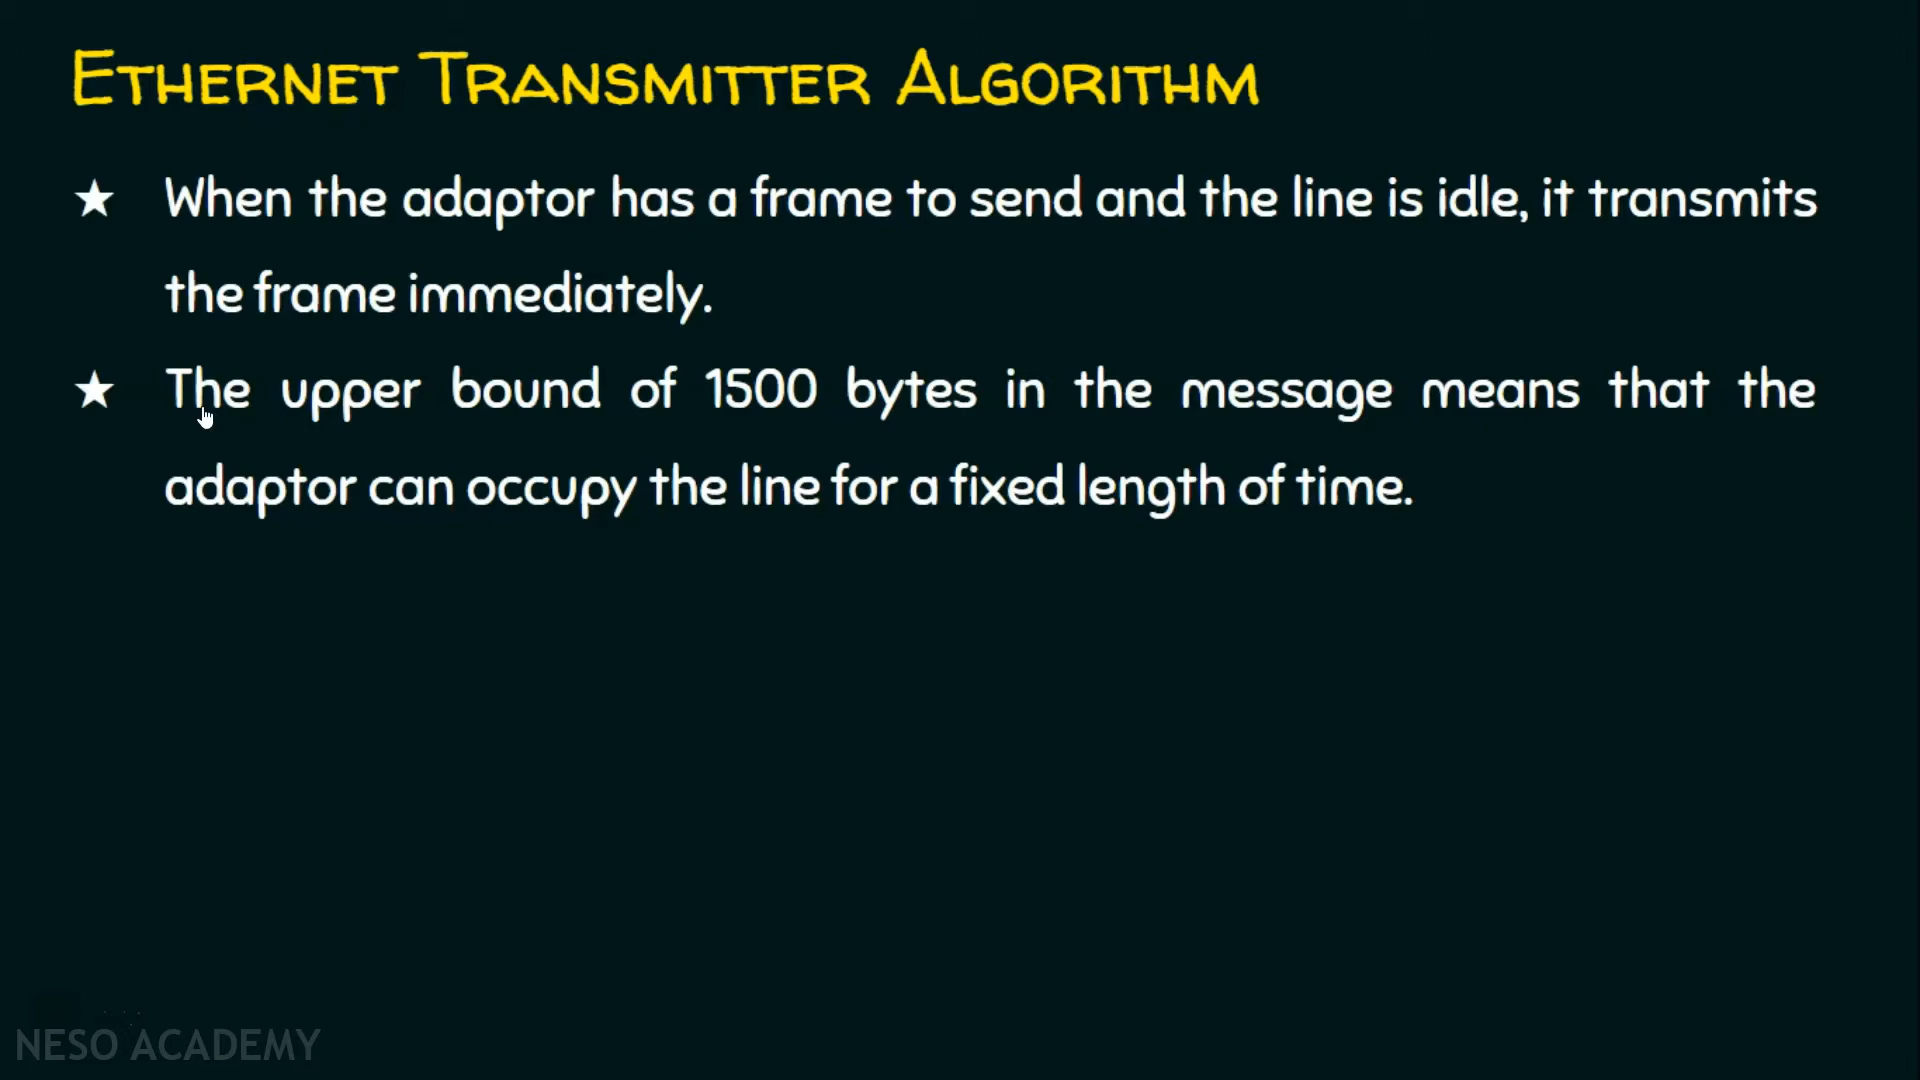 ETHERNET TRANSMITTER ALGORITHM
★ When the adaptor has a frame to send and the line is idle, it transmits
the frame immediately.
★ The upper bound of 1500 bytes in the message means that the
adaptor can occupy the line for a fixed length of time.
NESO ACADEMY